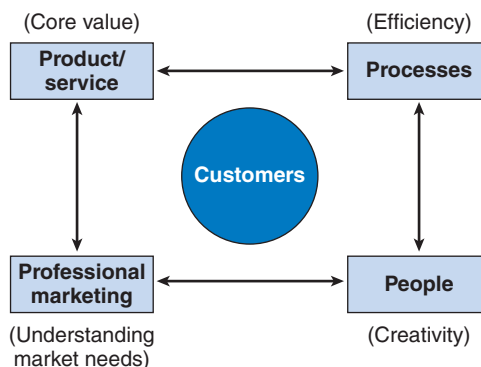 (Core value)
(Efficiency)
Product/
service
Processes
Customers
Professional
marketing
People
(Understanding
market needs)
(Creativity)